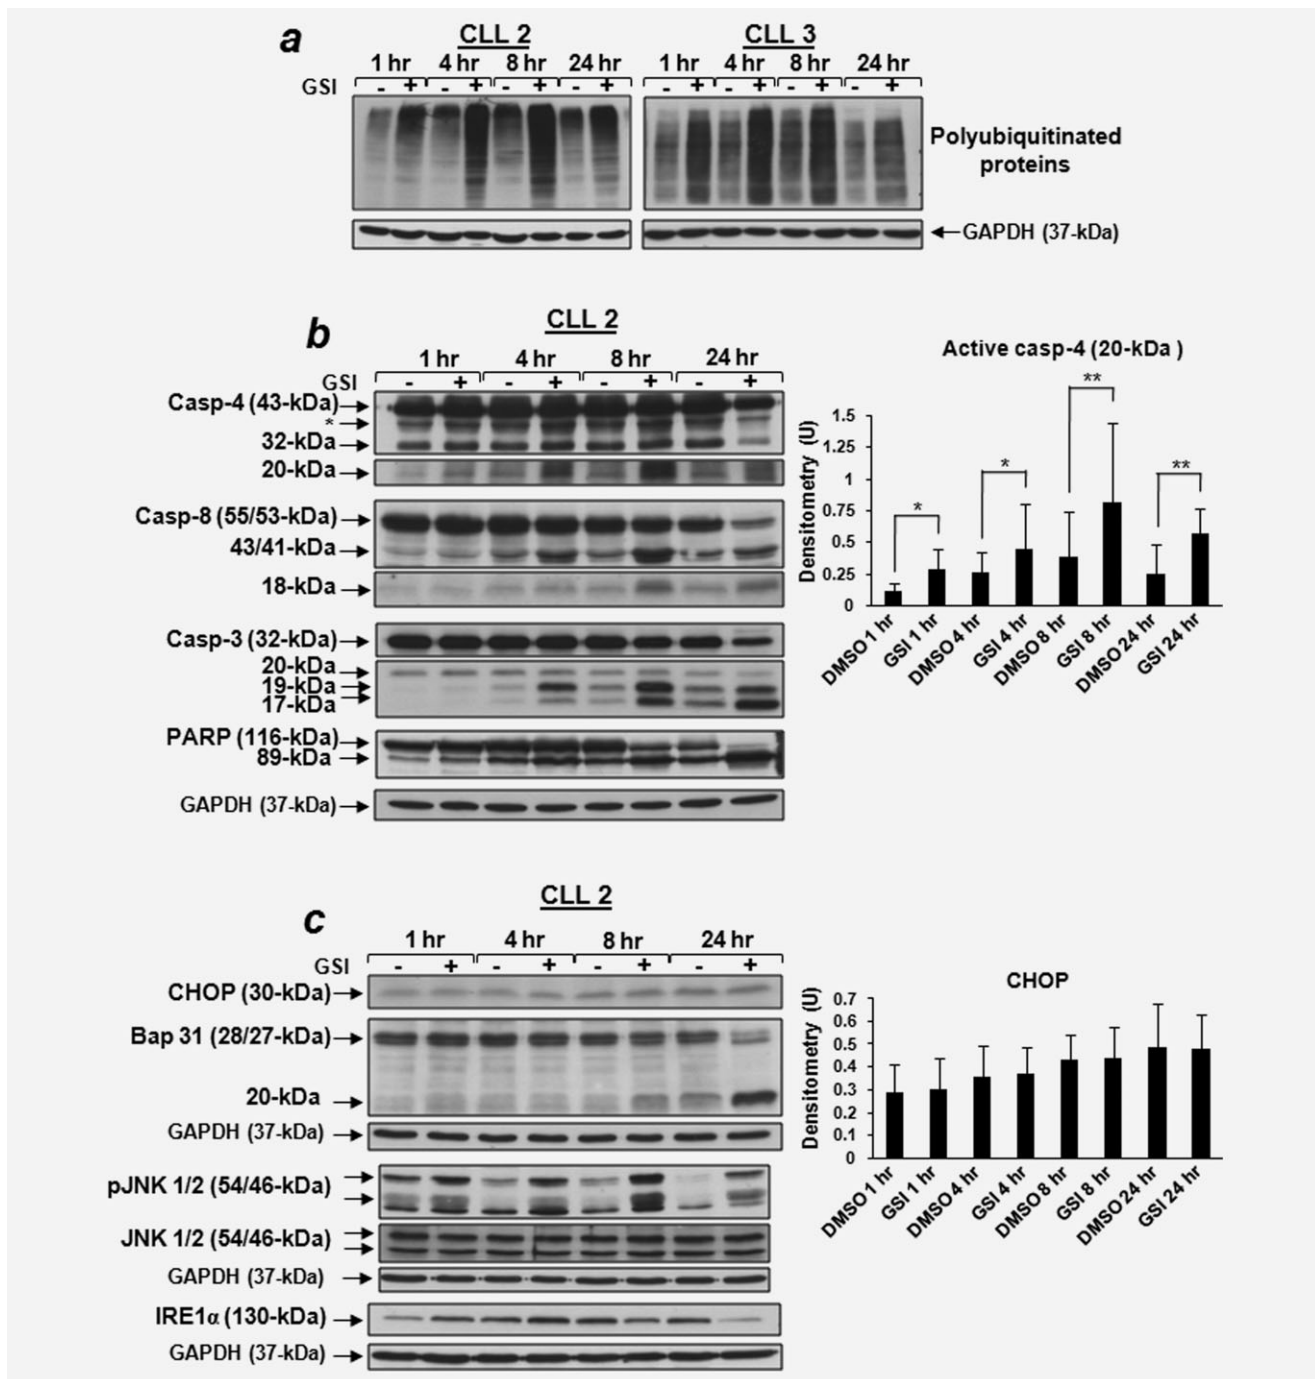 a
CLL 2
CLL 3
1 hr 4 hr 8 hr 24 hr 1 hr 4 hr 8 hr 24 hr
GSI - + - + - + - + - + - + - + - +
Polyubiquitinated
proteins
GAPDH (37-kDa)
b
CLL 2
1 hr 4 hr 8 hr 24 hr
GSI - + - + - + - +
Casp-4 (43-kDa)
*
32-kDa
20-kDa
Casp-8 (55/53-kDa)
43/41-kDa
18-kDa
Casp-3 (32-kDa)
20-kDa
19-kDa
17-kDa
PARP (116-kDa)
89-kDa
GAPDH (37-kDa)
Active casp-4 (20-kDa )
**
*
**
*
Densitometry (U)
1.5
1.25
1
0.75
0.5
0.25
0
DMSO 1 hr
GSI 1 hr
DMSO 4 hr
GSI 4 hr
DMSO 8 hr
GSI 8 hr
DMSO 24 hr
GSI 24 hr
c
CLL 2
1 hr 4 hr 8 hr 24 hr
GSI - + - + - + - +
CHOP (30-kDa)
Bap 31 (28/27-kDa)
20-kDa
GAPDH (37-kDa)
pJNK 1/2 (54/46-kDa)
JNK 1/2 (54/46-kDa)
GAPDH (37-kDa)
IRE1α (130-kDa)
GAPDH (37-kDa)
CHOP
Densitometry (U)
0.7
0.6
0.5
0.4
0.3
0.2
0.1
0
DMSO 1 hr
GSI 1 hr
DMSO 4 hr
GSI 4 hr
DMSO 8 hr
GSI 8 hr
DMSO 24 hr
GSI 24 hr